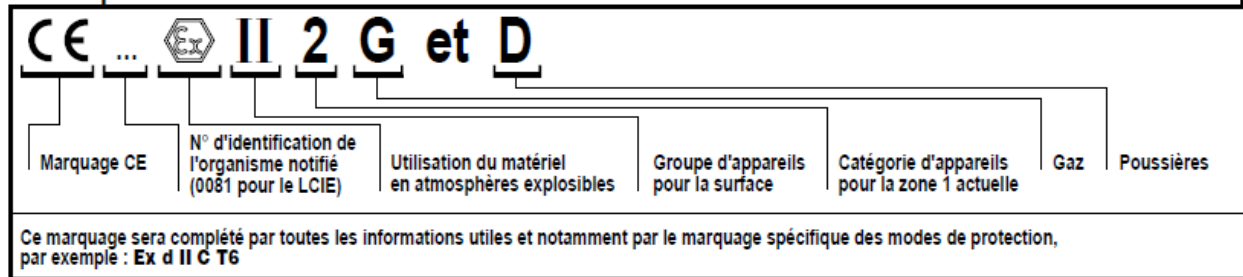 CE ... Ex II 2 G et D
Marquage CE
N° d'identification de
l'organisme notifié
(0081 pour le LCIE)
Utilisation du matériel
en atmosphères explosibles
Groupe d'appareils
pour la surface
Catégorie d'appareils
pour la zone 1 actuelle
Gaz
Poussières
Ce marquage sera complété par toutes les informations utiles et notamment par le marquage spécifique des modes de protection,
par exemple : Ex d II C T6